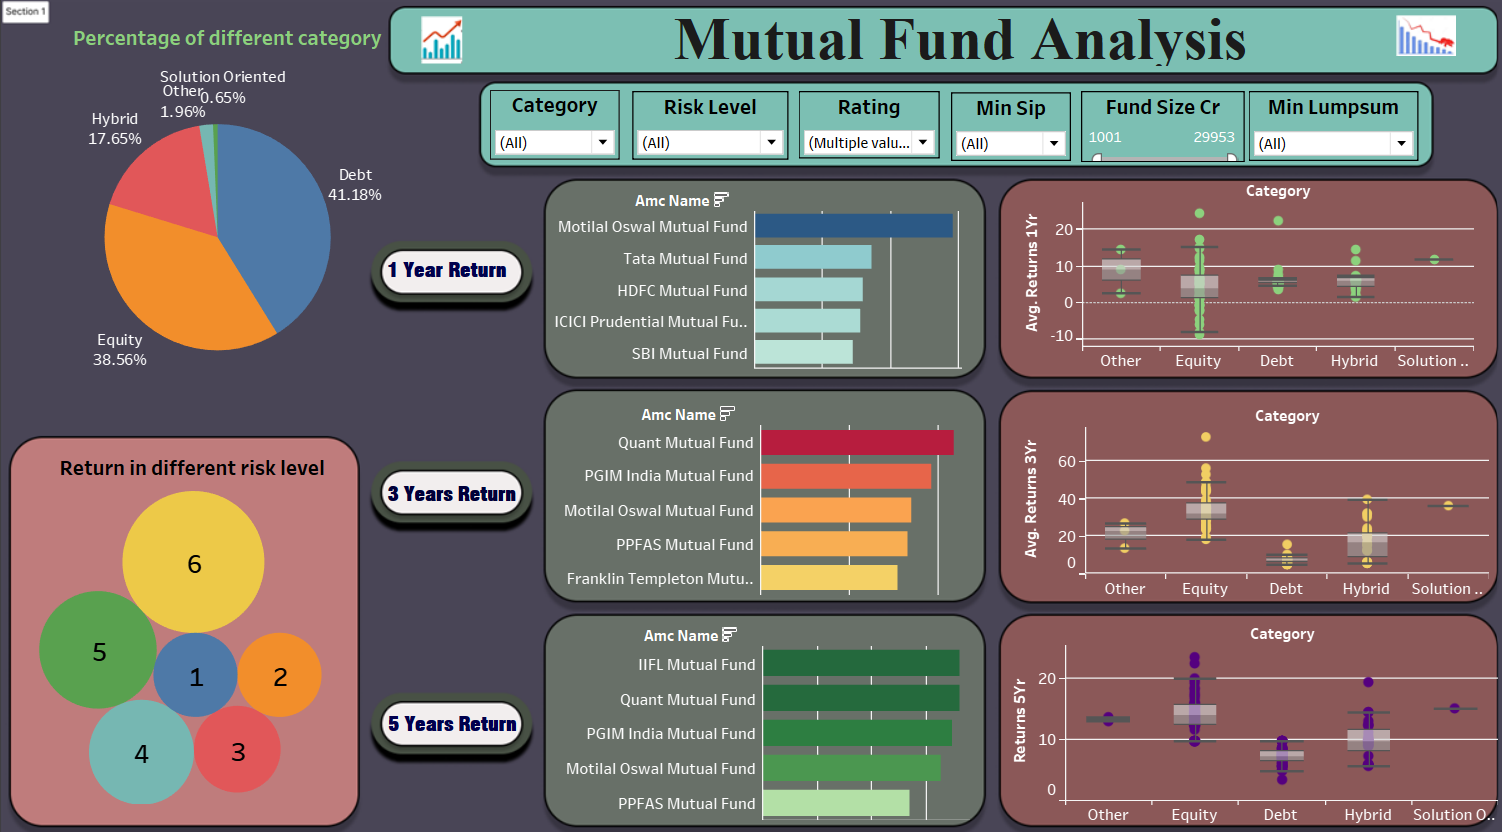 Section 1
Percentage of different category
Mutual Fund Analysis
Category
(All)
Risk Level
(All)
Rating
(Multiple valu...
Min Sip
(All)
Fund Size Cr
1001 29953
Min Lumpsum
(All)
Solution Oriented
0.65%
Other
1.96%
Hybrid
17.65%
Debt
41.18%
Equity
38.56%
1 Year Return
Amc Name
Motilal Oswal Mutual Fund
Tata Mutual Fund
HDFC Mutual Fund
ICICI Prudential Mutual Fu..
SBI Mutual Fund
Category
Avg. Returns 1Yr
20
10
0
-10
Other Equity Debt Hybrid Solution ..
Return in different risk level
6
5
1
2
4
3
3 Years Return
Amc Name
Quant Mutual Fund
PGIM India Mutual Fund
Motilal Oswal Mutual Fund
PPFAS Mutual Fund
Franklin Templeton Mutu..
Category
Avg. Returns 3Yr
60
40
20
0
Other Equity Debt Hybrid Solution ..
5 Years Return
Amc Name
IIFL Mutual Fund
Quant Mutual Fund
PGIM India Mutual Fund
Motilal Oswal Mutual Fund
PPFAS Mutual Fund
Category
Returns 5Yr
20
10
0
Other Equity Debt Hybrid Solution O..